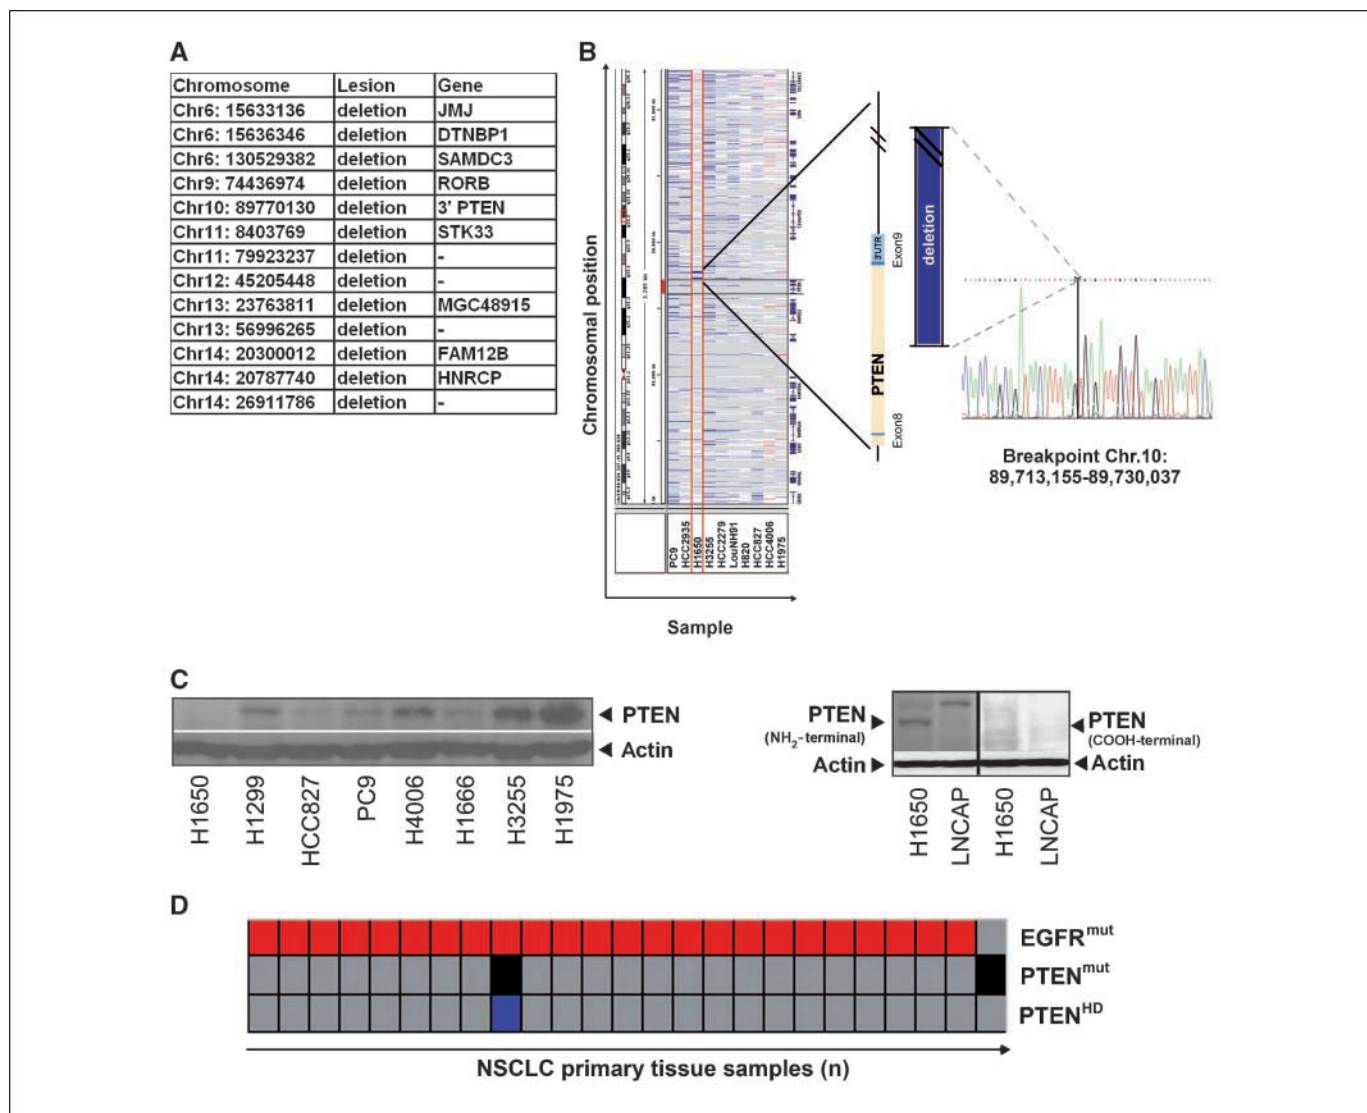 A
Chromosome Lesion Gene
Chr6: 15633136 deletion JMJ
Chr6: 15636346 deletion DTNBP1
Chr6: 130529382 deletion SAMDC3
Chr9: 74436974 deletion RORB
Chr10: 89770130 deletion 3' PTEN
Chr11: 8403769 deletion STK33
Chr11: 79923237 deletion -
Chr12: 45205448 deletion -
Chr13: 23763811 deletion MGC48915
Chr13: 56996265 deletion -
Chr14: 20300012 deletion FAM12B
Chr14: 20787740 deletion HNRCP
Chr14: 26911786 deletion -
B
Chromosomal position
PC9
HCC2935
H1650
H3255
HCC2279
LouNH91
H820
HCC827
HCC4006
H1975
Sample
3'UTR
Exon9
PTEN
Exon8
deletion
Breakpoint Chr.10:
89,713,155-89,730,037
C
PTEN
Actin
H1650
H1299
HCC827
PC9
H4006
H1666
H3255
H1975
PTEN
(NH2-terminal)
Actin
PTEN
(COOH-terminal)
Actin
H1650
LNCAP
H1650
LNCAP
D
EGFRmut
PTENmut
PTENHD
NSCLC primary tissue samples (n)